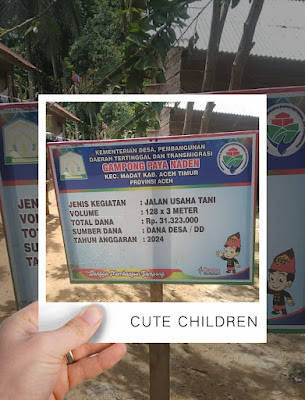 KEMENTERIAN DESA, PEMBANGUNAN
DAERAH TERTINGGAL DAN TRANSMIGRASI
GAMPONG PAYA NADEN
KEC. MADAT KAB. ACEH TIMUR
PROVINSI ACEH
JENIS KEGIATAN : JALAN USAHA TANI
VOLUME : 128 x 3 METER
TOTAL DANA : Rp. 31.323.000
SUMBER DANA : DANA DESA / DD
TAHUN ANGGARAN : 2024
CUTE CHILDREN